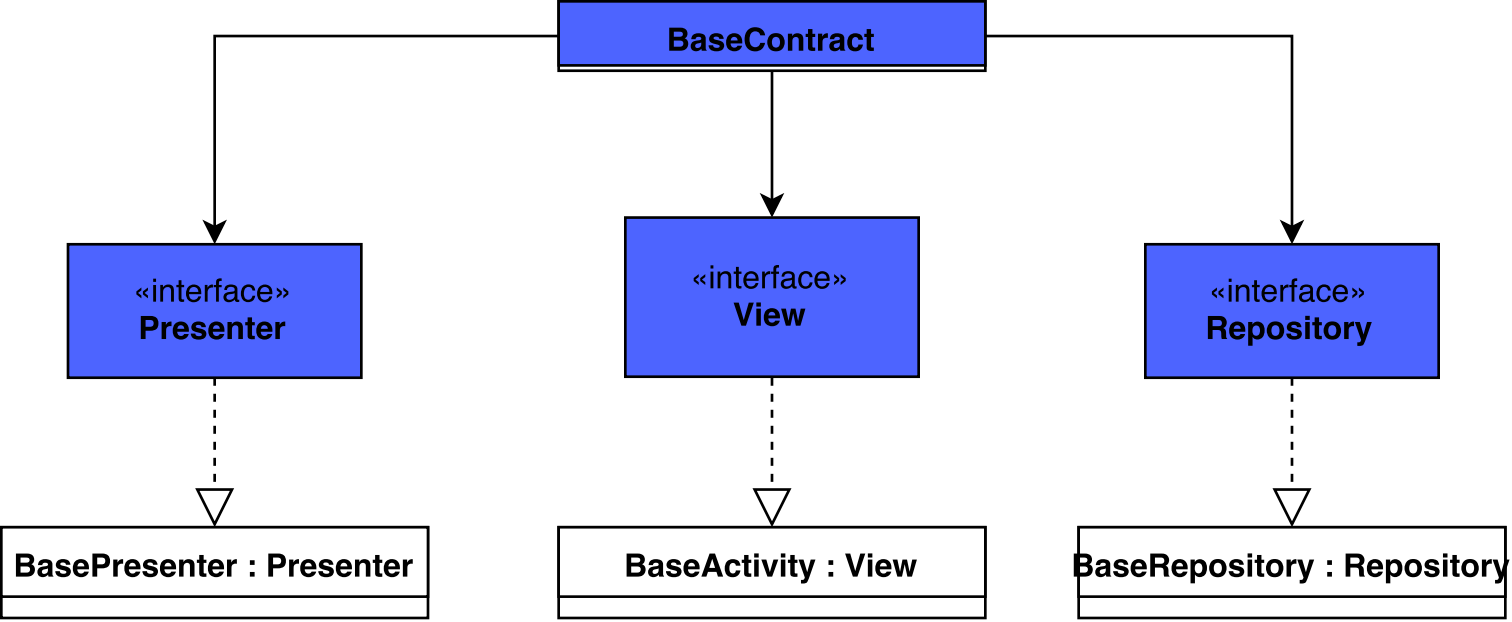 BaseContract
«interface»
Presenter
«interface»
View
«interface»
Repository
BasePresenter : Presenter
BaseActivity : View
BaseRepository : Repository